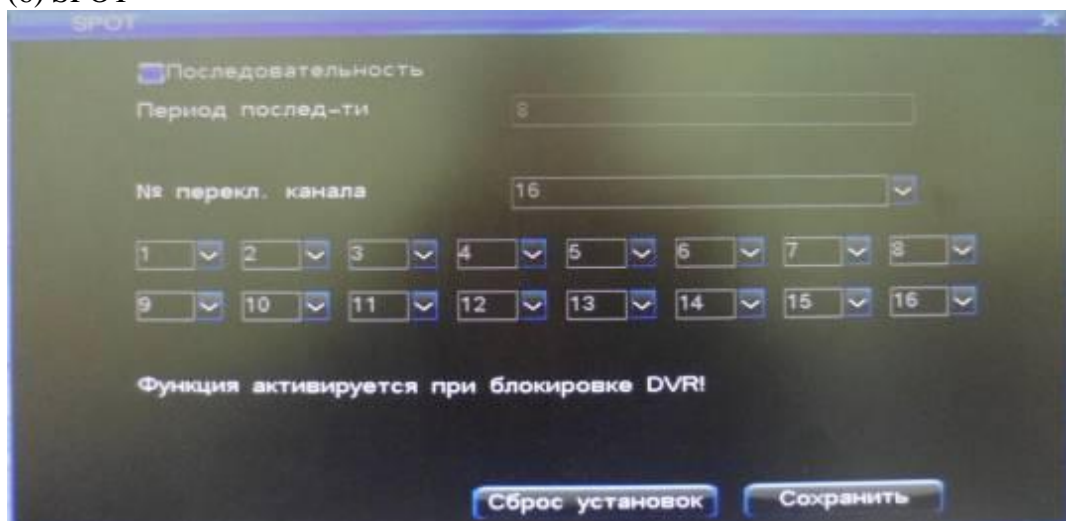 (6) SPOT
SPOT
Последовательность
Период послед-ти 8
№ перекл. канала 16
1 2 3 4 5 6 7 8
9 10 11 12 13 14 15 16
Функция активируется при блокировке DVR!
Сброс установок Сохранить